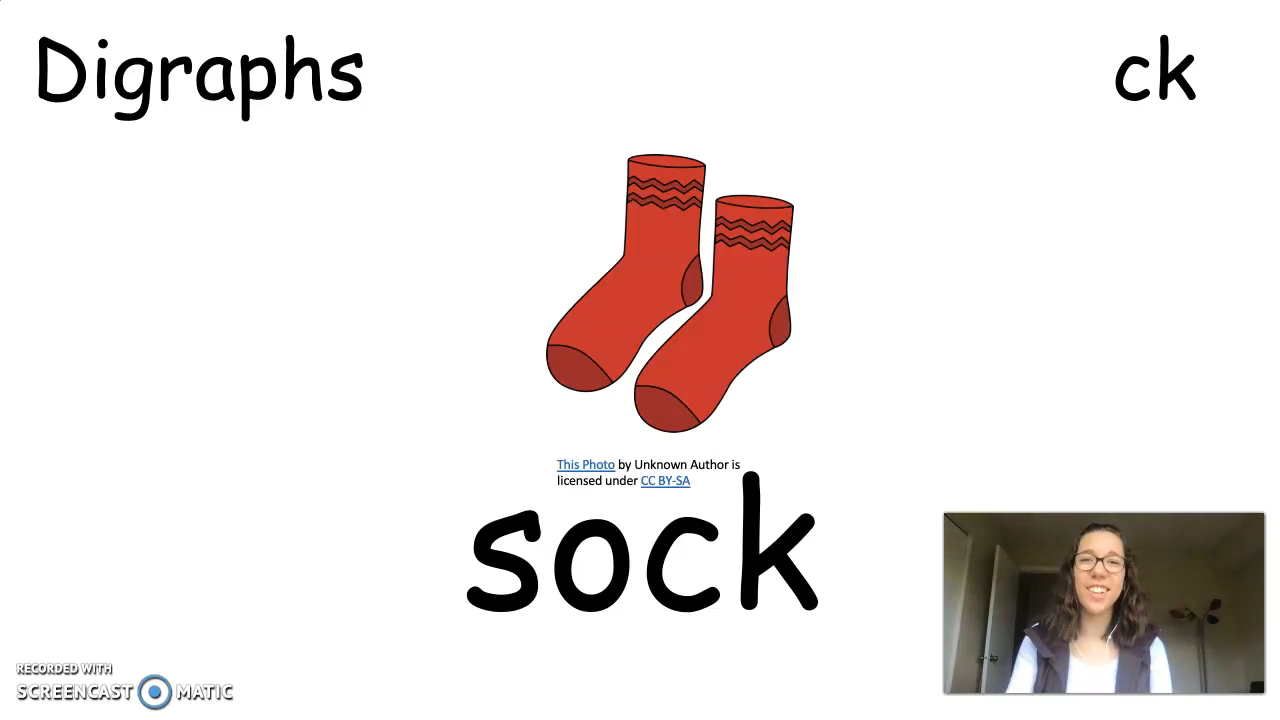 Digraphs
ck
This Photo by Unknown Author is
licensed under CC BY-SA
sock
RECORDED WITH
SCREENCAST MATIC